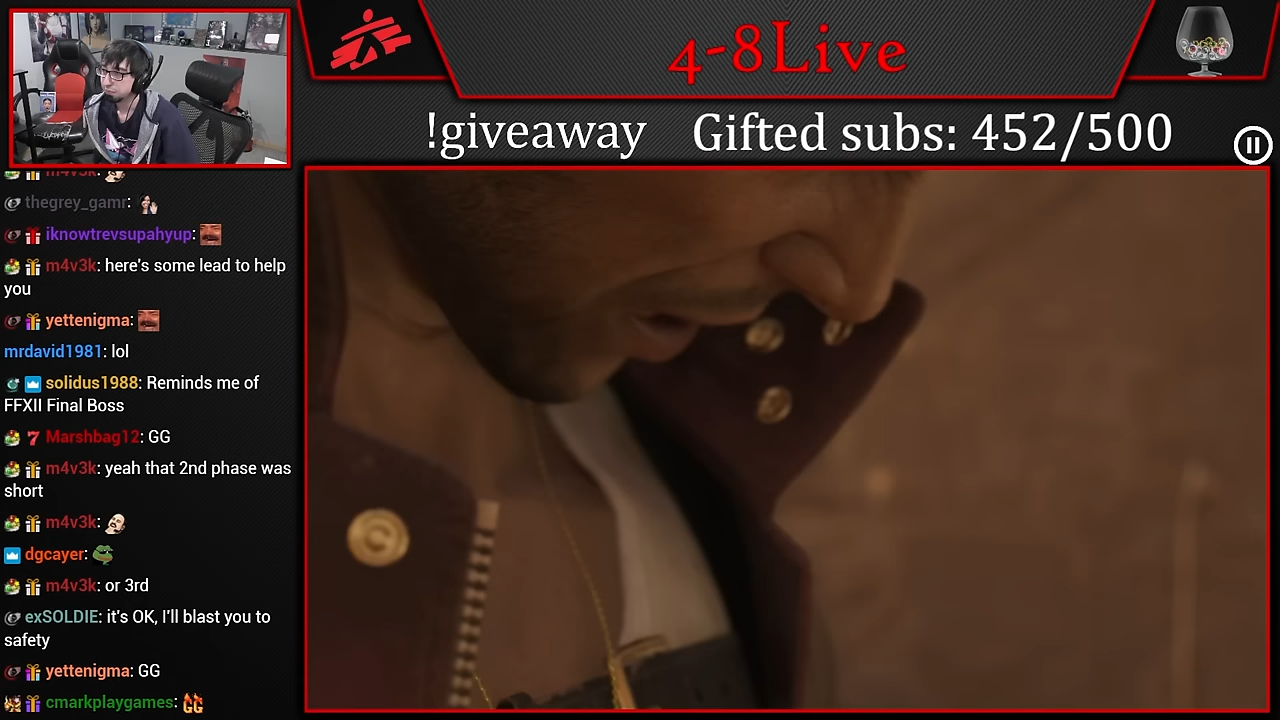 4-8Live
!giveaway Gifted subs: 452/500
thegrey_gamr:
iknowtrevsupahyup:
m4v3k: here's some lead to help
you
yettenigma:
mrdavid1981: lol
solidus1988: Reminds me of
FFXII Final Boss
7 Marshbag12: GG
m4v3k: yeah that 2nd phase was
short
m4v3k:
dgcayer:
m4v3k: or 3rd
exSOLDIE: it's OK, I'll blast you to
safety
yettenigma: GG
cmarkplaygames: GG